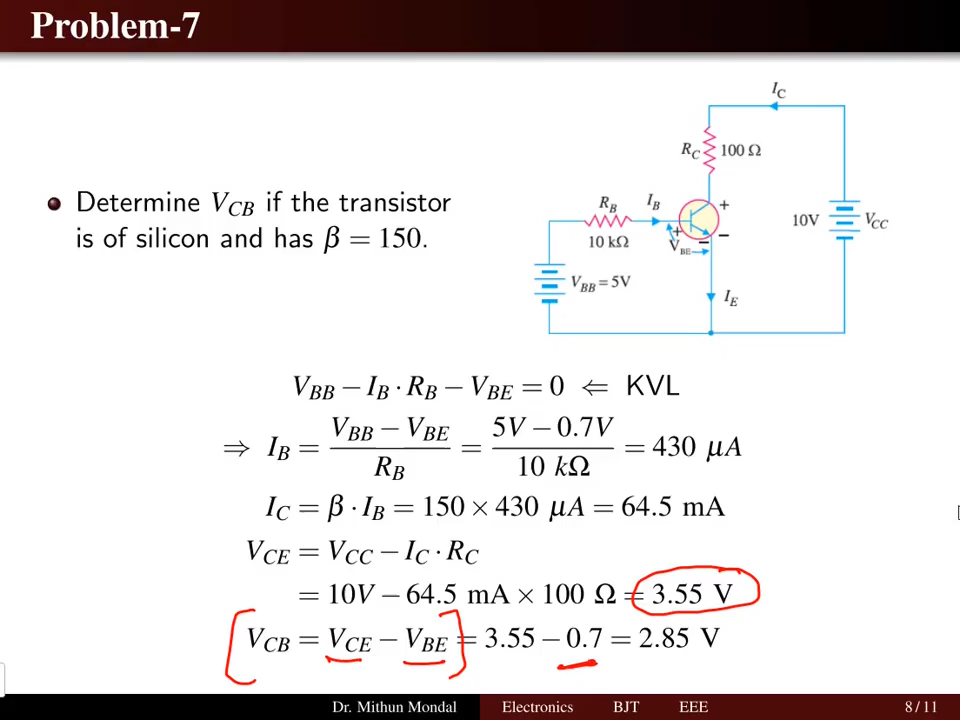 Problem-7
I_C
R_C 100 Ω
Determine V_CB if the transistor
is of silicon and has β = 150.
R_B I_B +
10V V_CC
10 kΩ + − −
V_BE
V_BB = 5V
I_E
V_BB − I_B · R_B − V_BE = 0 ⇐ KVL
⇒ I_B = (V_BB − V_BE) / R_B = (5V − 0.7V) / (10 kΩ) = 430 μA
I_C = β · I_B = 150 × 430 μA = 64.5 mA
V_CE = V_CC − I_C · R_C
= 10V − 64.5 mA × 100 Ω = 3.55 V
V_CB = V_CE − V_BE = 3.55 − 0.7 = 2.85 V
Dr. Mithun Mondal Electronics BJT EEE 8 / 11